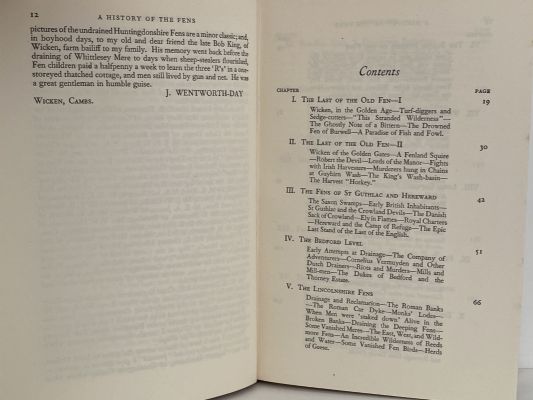 12
A HISTORY OF THE FENS
pictures of the undrained Huntingdonshire Fens are a minor classic; and,
in boyhood days, to my old and dear friend the late Bob King, of
Wicken, farm bailiff to my family. His memory went back to the
draining of Whittlesey Mere to days when sheep-stealers flourished,
Fen children paid a halfpenny a week to learn the three 'R's' in a one-
storeyed thatched cottage, and men still lived by gun and net. He was
a great gentleman in humble guise.
J. WENTWORTH-DAY
WICKEN, CAMBS.
Contents
CHAPTER PAGE
I. THE LAST OF THE OLD FEN—I 19
Wicken, in the Golden Age—Turf-diggers and
Sedge-cutters—"This Stranded Wilderness"—
The Ghostly Note of a Bittern—The Drowned
Fen of Burwell—A Paradise of Fish and Fowl.
II. THE LAST OF THE OLD FEN—II 30
Wicken of the Golden Gates—A Fenland Squire
—Robert the Devil—Lords of the Manor—Fights
with Irish Harvesters—Murderers hung in Chains
at Guyhirn Wash—The King's Wash-basin—
The Harvest "Horkey."
III. THE FENS OF ST GUTHLAC AND HEREWARD 42
The Saxon Swamps—Early British Inhabitants—
St Guthlac and the Crowland Devils—The Danish
Sack of Crowland—Ely in Flames—Royal Charters
—Hereward and the Camp of Refuge—The Epic
Last Stand of the Last of the English.
IV. THE BEDFORD LEVEL 51
Early Attempts at Drainage—The Company of
Adventurers—Cornelius Vermuyden and Other
Dutch Drainers—Riots and Murders—Mills and
Mill-men—The Dukes of Bedford and the
Thorney Estate.
V. THE LINCOLNSHIRE FENS 66
Drainage and Reclamation—The Roman Banks
—The Roman Car Dyke—Monks' Lodes—
When Men were 'staked down' Alive in the
Broken Banks—Draining the Deeping Fens—
Some Vanished Meres—The East, West, and Wild-
more Fens—An Incredible Wilderness of Reeds
and Water—Some Vanished Fen Birds—Herds
of Geese.